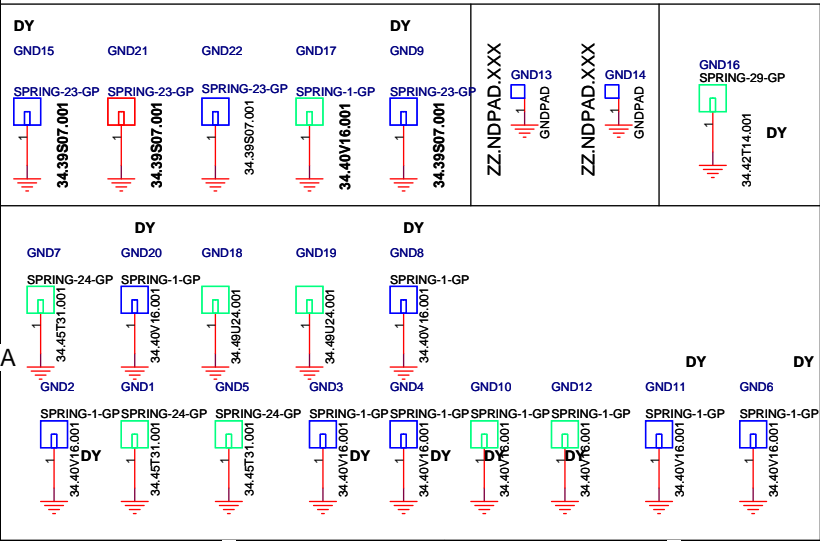 DY
DY
GND15
GND21
GND22
GND17
GND9
SPRING-23-GP
SPRING-23-GP
SPRING-23-GP
SPRING-1-GP
SPRING-23-GP
1
1
1
1
1
34.39S07.001
34.39S07.001
34.39S07.001
34.40V16.001
34.39S07.001
ZZ.NDPAD.XXX
GND13
1
GNDPAD
ZZ.NDPAD.XXX
GND14
1
GNDPAD
GND16
SPRING-29-GP
1
34.42T14.001
DY
DY
DY
GND7
GND20
GND18
GND19
GND8
SPRING-24-GP
SPRING-1-GP
SPRING-1-GP
1
1
1
1
1
34.45T31.001
34.40V16.001
34.49U24.001
34.49U24.001
34.40V16.001
A
DY
DY
GND2
GND1
GND5
GND3
GND4
GND10
GND12
GND11
GND6
SPRING-1-GP
SPRING-24-GP
SPRING-24-GP
SPRING-1-GP
SPRING-1-GP
SPRING-1-GP
SPRING-1-GP
SPRING-1-GP
SPRING-1-GP
1
1
1
1
1
1
1
1
1
34.40V16.001
34.45T31.001
34.45T31.001
34.40V16.001
34.40V16.001
34.40V16.001
34.40V16.001
34.40V16.001
34.40V16.001
DY
DY
DY
DY
DY